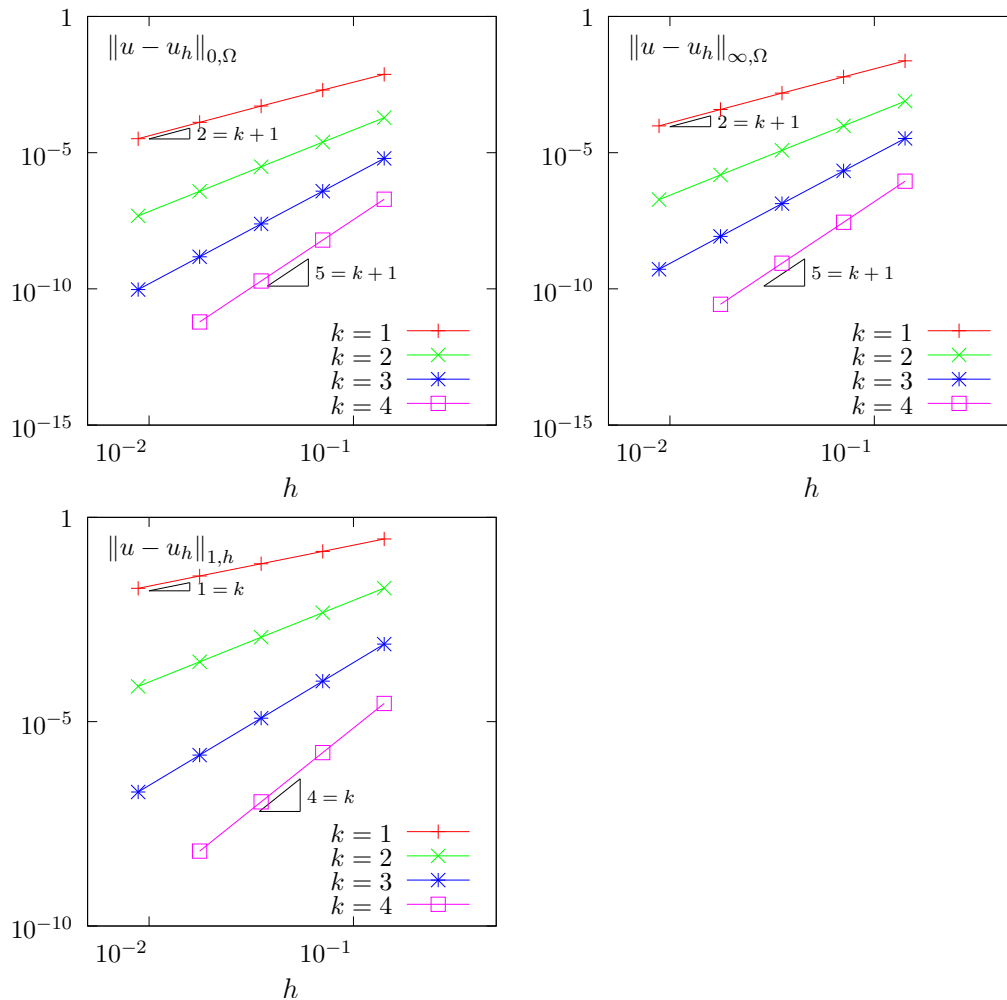 1
‖u − u_h‖_{0,Ω}
2 = k + 1
10^{-5}
10^{-10}
5 = k + 1
k = 1
k = 2
k = 3
k = 4
10^{-15}
10^{-2} 10^{-1}
h
1
‖u − u_h‖_{∞,Ω}
2 = k + 1
10^{-5}
10^{-10}
5 = k + 1
k = 1
k = 2
k = 3
k = 4
10^{-15}
10^{-2} 10^{-1}
h
1
‖u − u_h‖_{1,h}
1 = k
10^{-5}
4 = k
k = 1
k = 2
k = 3
k = 4
10^{-10}
10^{-2} 10^{-1}
h